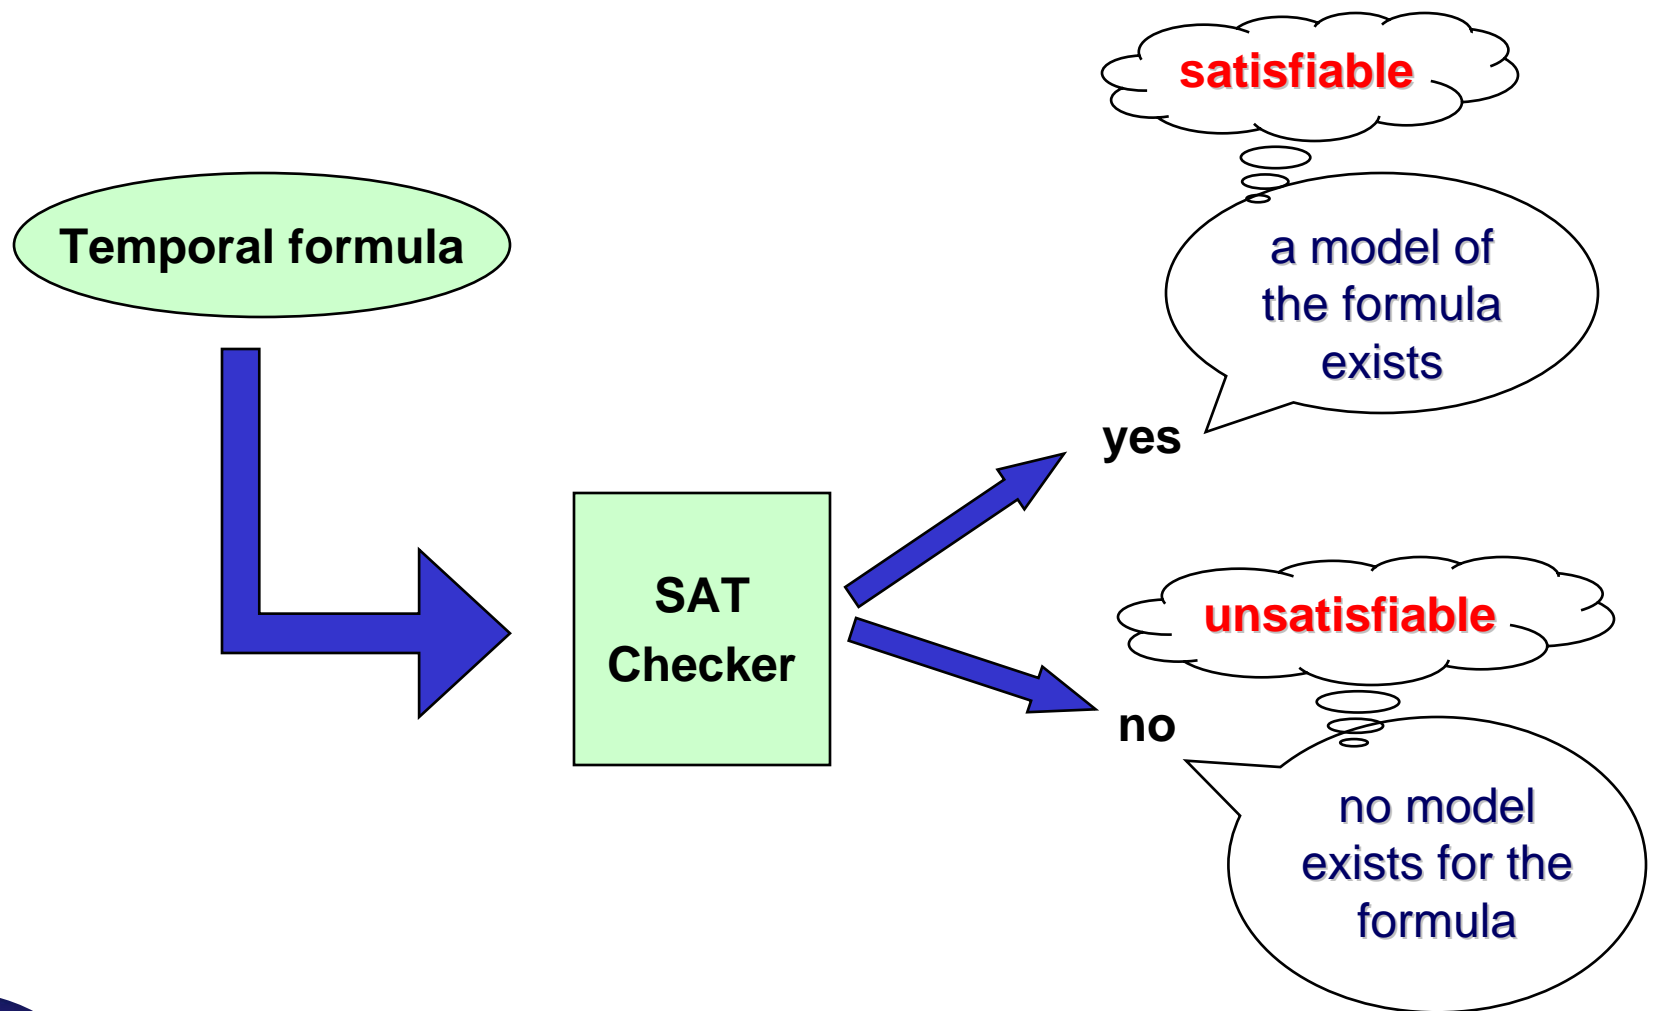 satisfiable
Temporal formula
a model of
the formula
exists
yes
SAT
Checker
unsatisfiable
no
no model
exists for the
formula